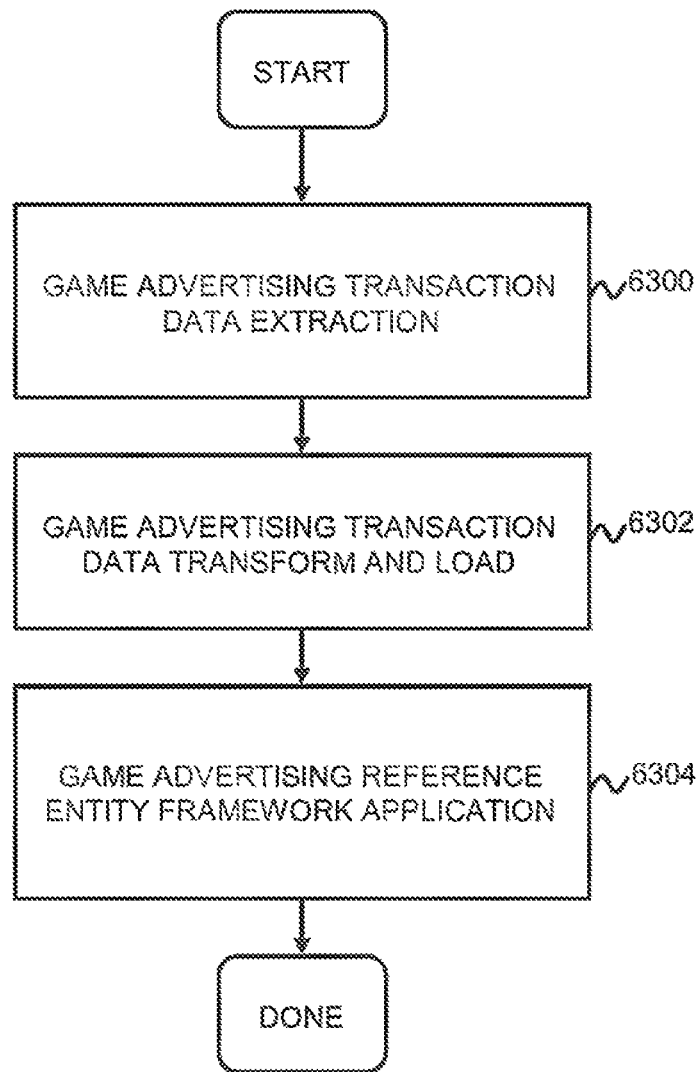 START
GAME ADVERTISING TRANSACTION
DATA EXTRACTION
6300
GAME ADVERTISING TRANSACTION
DATA TRANSFORM AND LOAD
6302
GAME ADVERTISING REFERENCE
ENTITY FRAMEWORK APPLICATION
6304
DONE